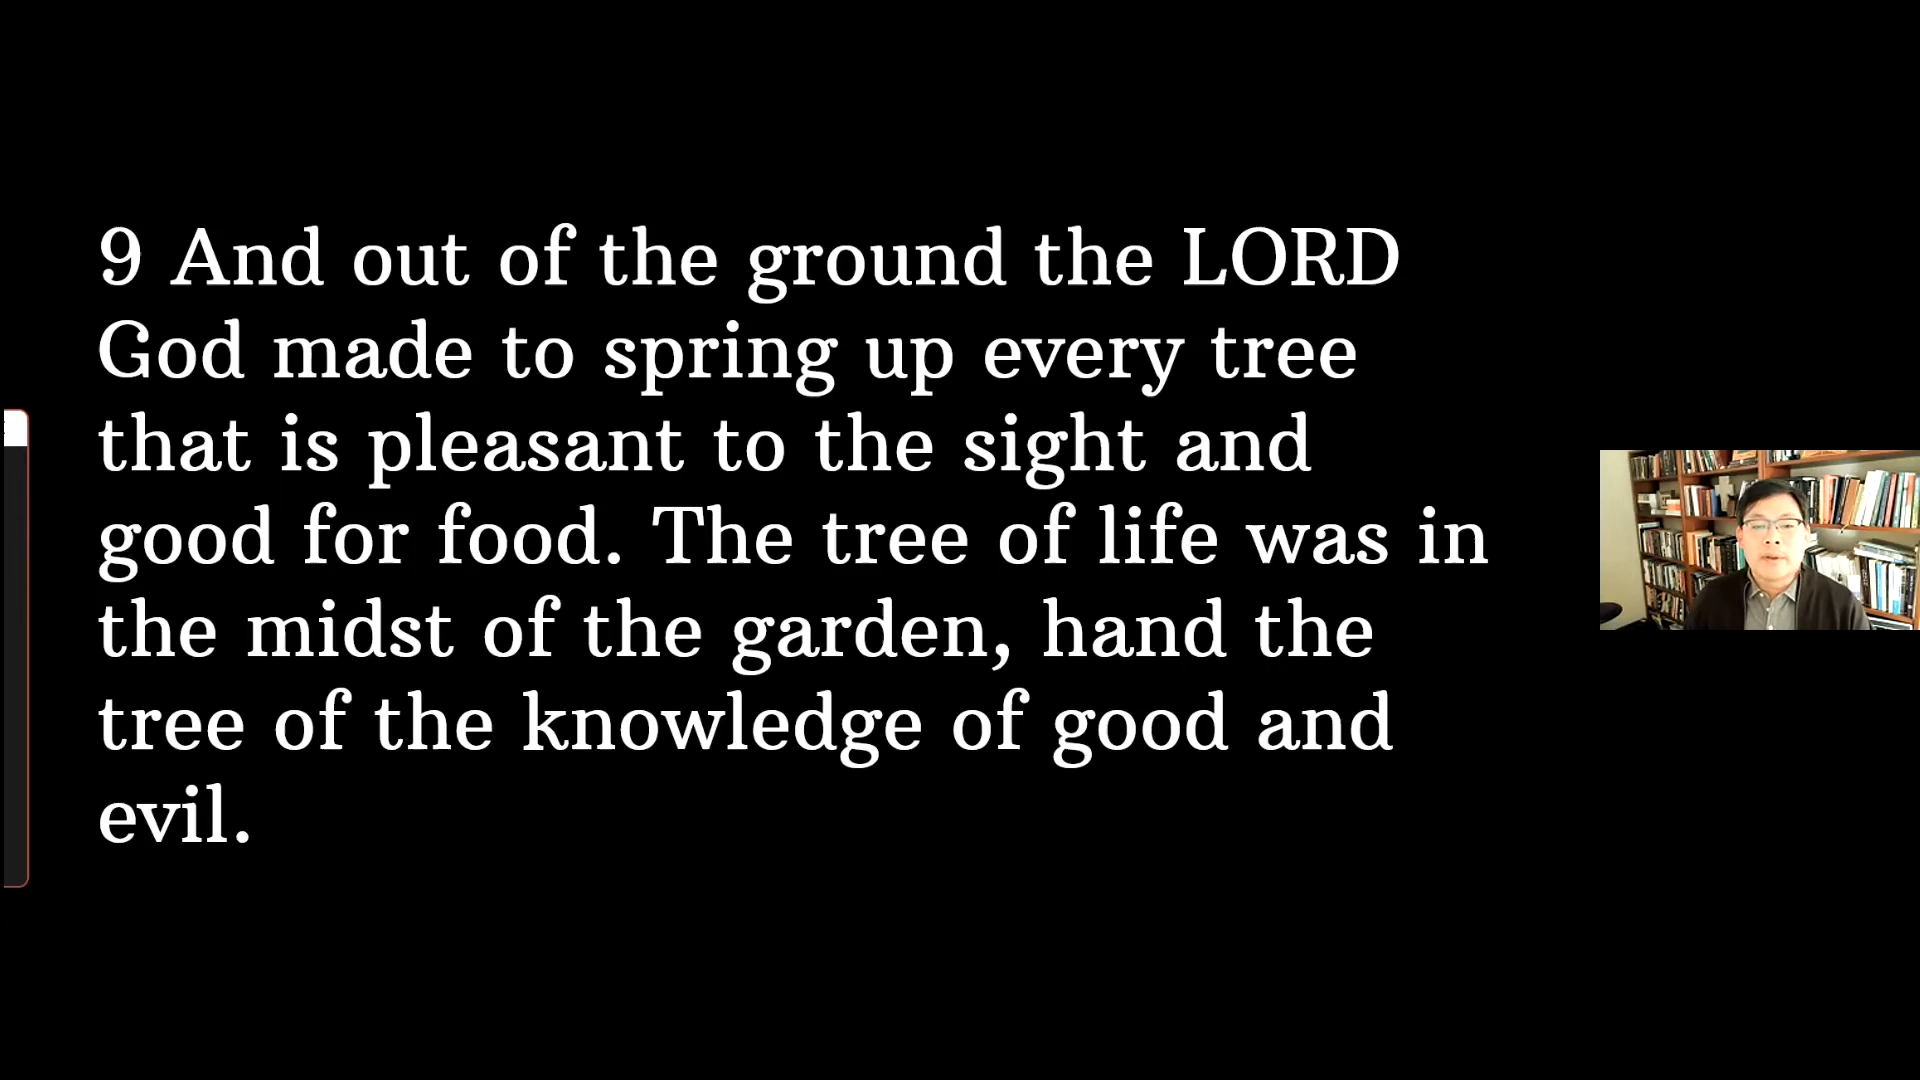 9 And out of the ground the LORD
God made to spring up every tree
that is pleasant to the sight and
good for food. The tree of life was in
the midst of the garden, hand the
tree of the knowledge of good and
evil.